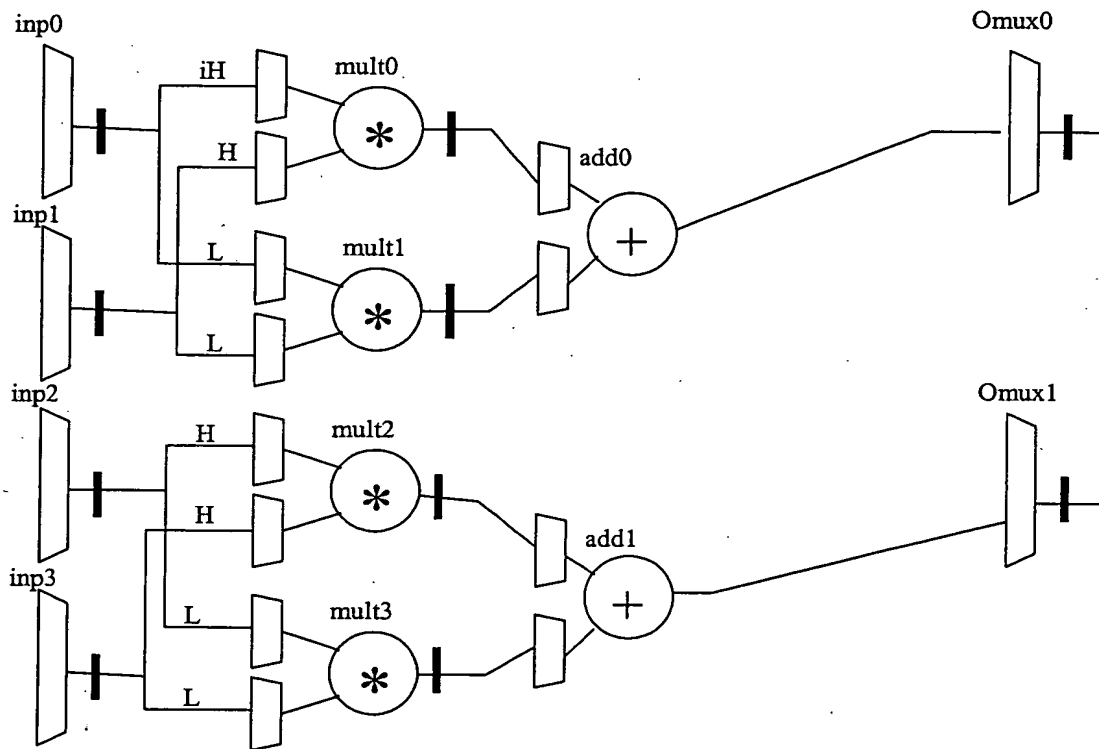 inp0
Omux0
iH
mult0
*
H
add0
+
inp1
L
mult1
*
L
inp2
Omux1
H
mult2
*
H
add1
+
inp3
L
mult3
*
L